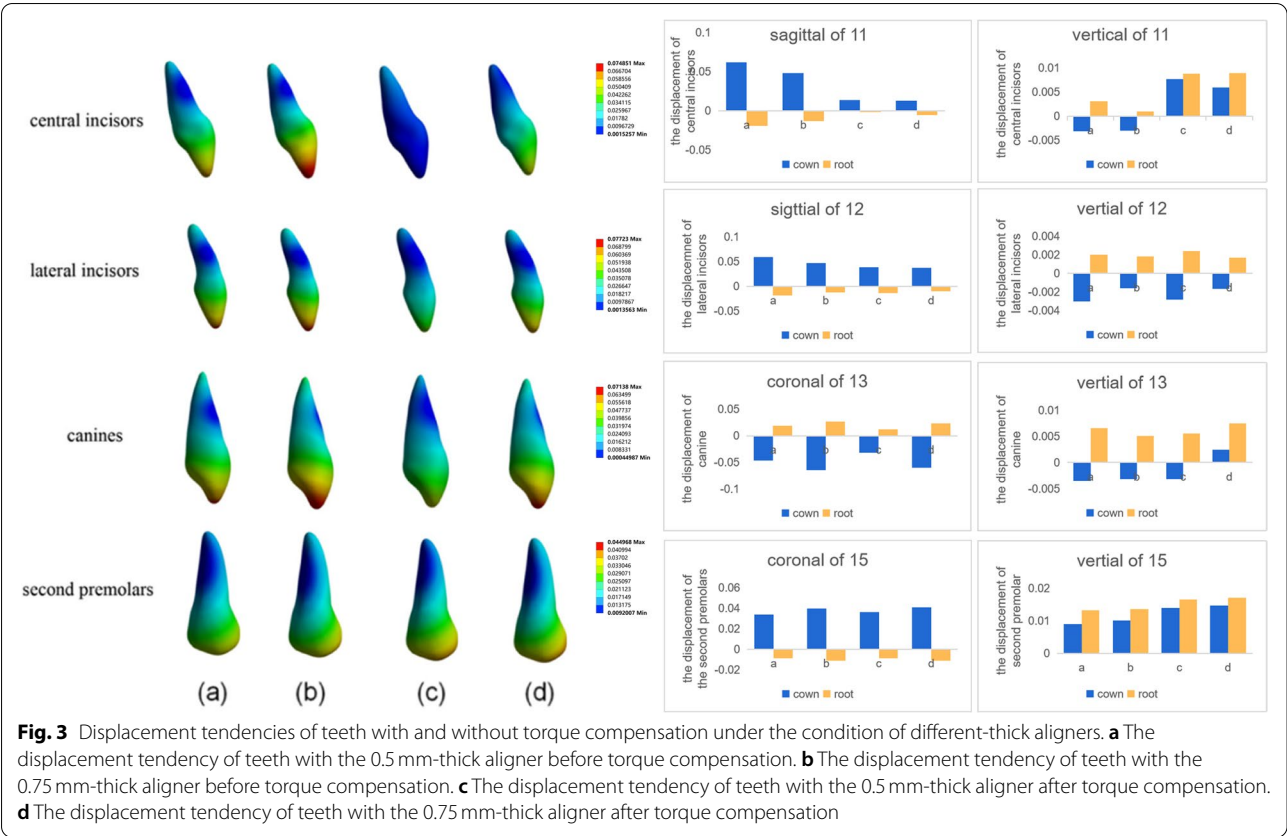 central incisors
0.074851 Max
0.066704
0.058556
0.050409
0.042262
0.034115
0.025967
0.01782
0.0096729
0.0015257 Min
lateral incisors
0.07723 Max
0.068799
0.060369
0.051938
0.043508
0.035078
0.026647
0.018217
0.0097867
0.0013563 Min
canines
0.07138 Max
0.063499
0.055618
0.047737
0.039856
0.031974
0.024093
0.016212
0.008331
0.00044987 Min
second premolars
0.044968 Max
0.040994
0.03702
0.033046
0.029071
0.025097
0.021123
0.017149
0.013175
0.0092007 Min
(a) (b) (c) (d)
sagittal of 11
the displacement of
central incisors
0.1
0.05
0
-0.05
a b c d
cown root
vertical of 11
the displacement of
central incisors
0.01
0.005
0
-0.005
a b c d
cown root
sigttial of 12
the displacemnet of
lateral incisors
0.1
0.05
0
-0.05
a b c d
cown root
vertial of 12
the displacement of
lateral incisors
0.004
0.002
0
-0.002
-0.004
a b c d
cown root
coronal of 13
the displacement of
canine
0.05
0
-0.05
-0.1
a b c d
cown root
vertial of 13
the displacement of
canine
0.01
0.005
0
-0.005
a b c d
cown root
coronal of 15
the displacement of
the second premolars
0.06
0.04
0.02
0
-0.02
a b c d
cown root
vertial of 15
the displacement of
second premolar
0.02
0.01
0
a b c d
cown root
Fig. 3 Displacement tendencies of teeth with and without torque compensation under the condition of different-thick aligners. a The
displacement tendency of teeth with the 0.5 mm-thick aligner before torque compensation. b The displacement tendency of teeth with the
0.75 mm-thick aligner before torque compensation. c The displacement tendency of teeth with the 0.5 mm-thick aligner after torque compensation.
d The displacement tendency of teeth with the 0.75 mm-thick aligner after torque compensation